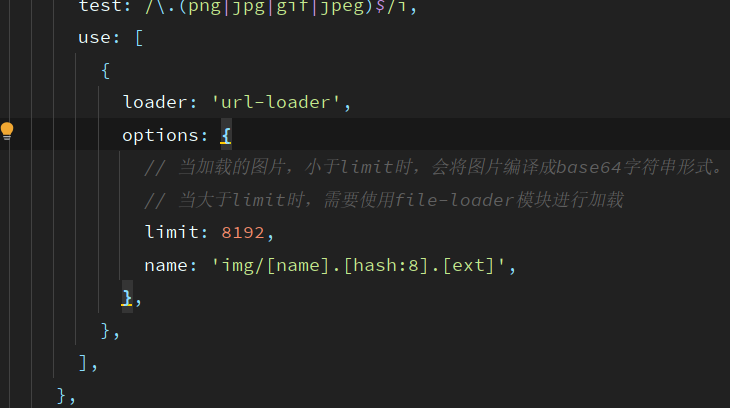 test: /\.(png|jpg|gif|jpeg)$/i,
use: [
{
loader: 'url-loader',
options: {
// 当加载的图片，小于limit时，会将图片编译成base64字符串形式。
// 当大于limit时，需要使用file-loader模块进行加载
limit: 8192,
name: 'img/[name].[hash:8].[ext]',
},
},
],
},